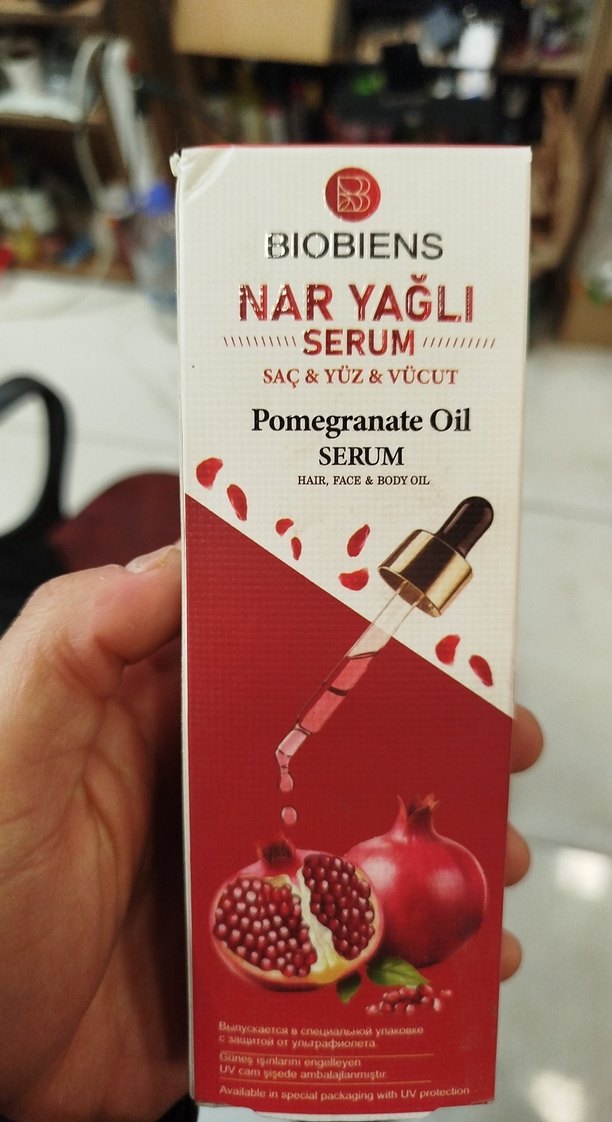 BIOBIENS
NAR YAĞLI
SERUM
SAÇ & YÜZ & VÜCUT
Pomegranate Oil
SERUM
HAIR, FACE & BODY OIL
Выпускается в специальной упаковке
с защитой от ультрафиолета
Güneş ışınlarını engelleyen
UV cam şişede ambalajlanmıştır.
Available in special packaging with UV protection